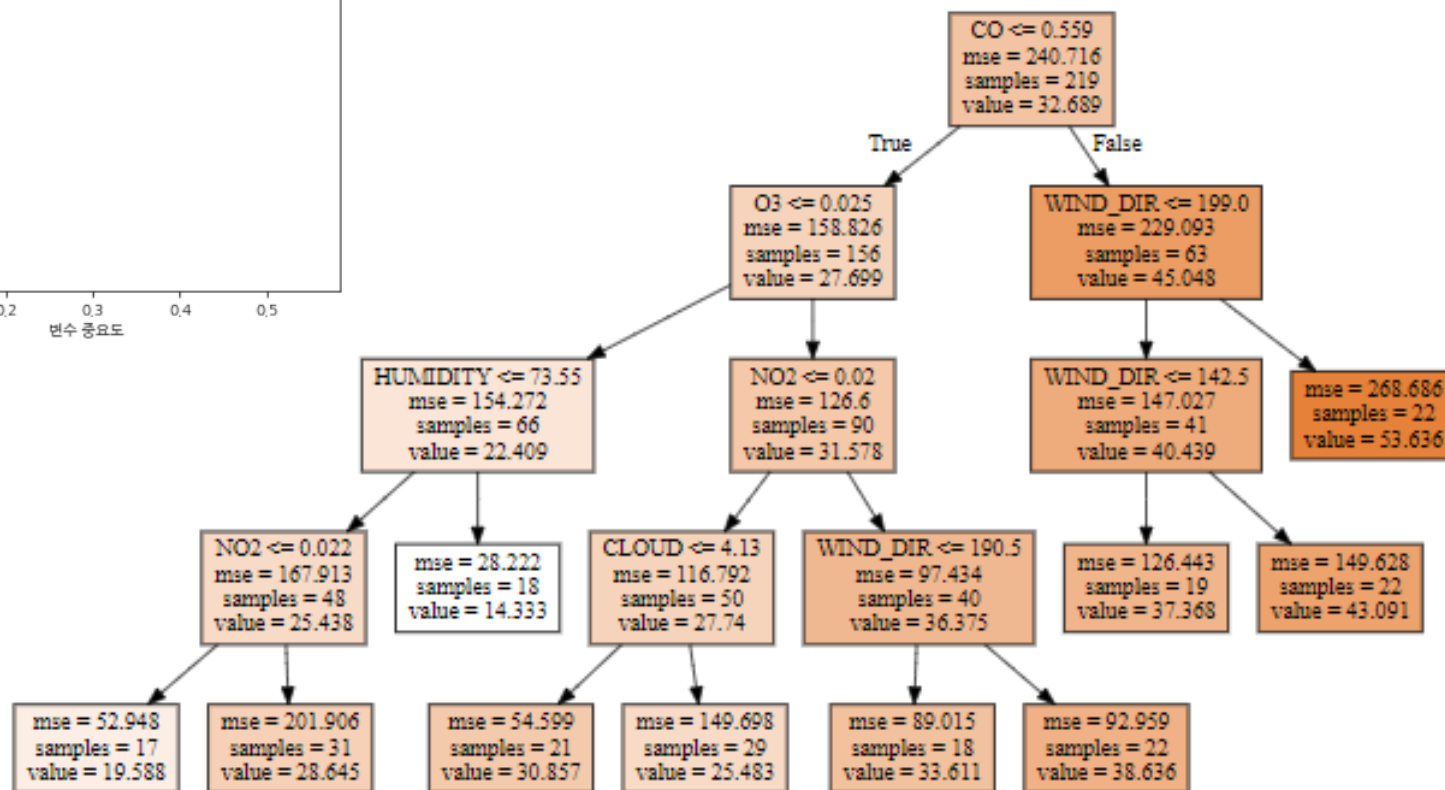 CO <= 0.559
mse = 240.716
samples = 219
value = 32.689
True
False
O3 <= 0.025
mse = 158.826
samples = 156
value = 27.699
WIND_DIR <= 199.0
mse = 229.093
samples = 63
value = 45.048
0.2
0.3
0.4
0.5
변수 중요도
HUMIDITY <= 73.55
mse = 154.272
samples = 66
value = 22.409
NO2 <= 0.02
mse = 126.6
samples = 90
value = 31.578
WIND_DIR <= 142.5
mse = 147.027
samples = 41
value = 40.439
mse = 268.686
samples = 22
value = 53.636
NO2 <= 0.022
mse = 167.913
samples = 48
value = 25.438
mse = 28.222
samples = 18
value = 14.333
CLOUD <= 4.13
mse = 116.792
samples = 50
value = 27.74
WIND_DIR <= 190.5
mse = 97.434
samples = 40
value = 36.375
mse = 126.443
samples = 19
value = 37.368
mse = 149.628
samples = 22
value = 43.091
mse = 52.948
samples = 17
value = 19.588
mse = 201.906
samples = 31
value = 28.645
mse = 54.599
samples = 21
value = 30.857
mse = 149.698
samples = 29
value = 25.483
mse = 89.015
samples = 18
value = 33.611
mse = 92.959
samples = 22
value = 38.636